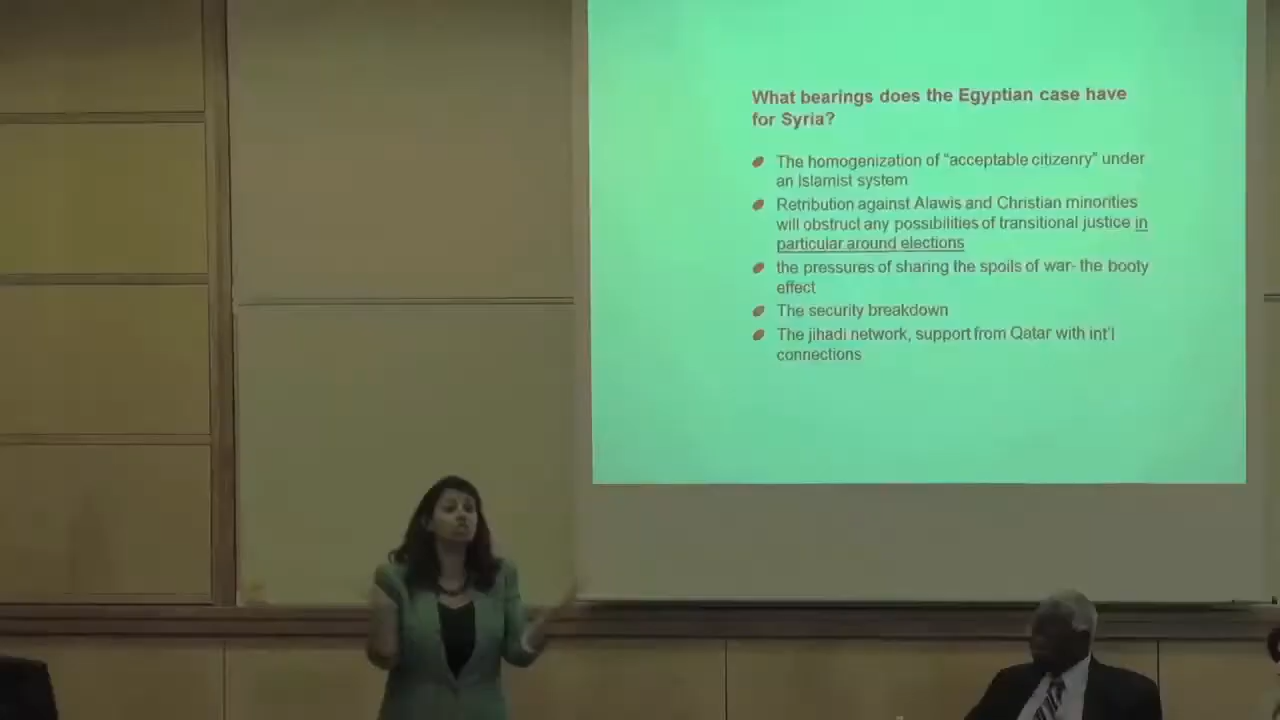 What bearings does the Egyptian case have
for Syria?
The homogenization of “acceptable citizenry” under
an Islamist system
Retribution against Alawis and Christian minorities
will obstruct any possibilities of transitional justice in
particular around elections
the pressures of sharing the spoils of war- the booty
effect
The security breakdown
The jihadi network, support from Qatar with int’l
connections